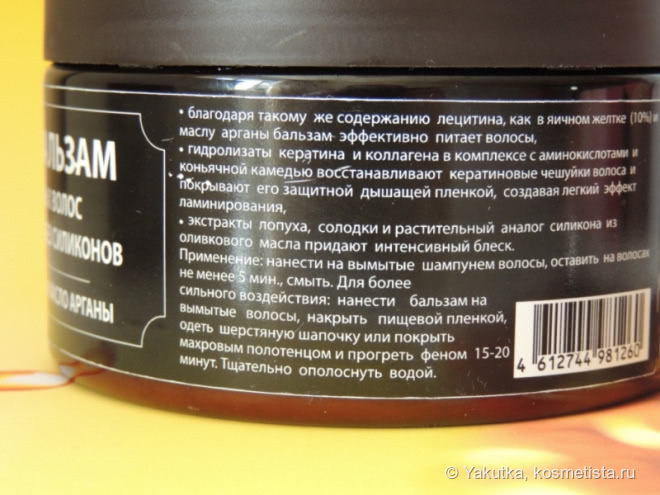 БАЛЬЗАМ
ВОЛОС
СИЛИКОНОВ
МАСЛО АРГАНЫ
• благодаря такому же содержанию лецитина, как в яичном желтке (10%) и
маслу арганы бальзам эффективно питает волосы,
• гидролизаты кератина и коллагена в комплексе с аминокислотами и
коньячной камедью восстанавливают кератиновые чешуйки волоса и
покрывают его защитной дышащей пленкой, создавая легкий эффект
ламинирования,
• экстракты лопуха, солодки и растительный аналог силикона из
оливкового масла придают интенсивный блеск.
Применение: нанести на вымытые шампунем волосы, оставить на волосах
не менее 5 мин., смыть. Для более
сильного воздействия: нанести бальзам на
вымытые волосы, накрыть пищевой пленкой,
одеть шерстяную шапочку или покрыть
махровым полотенцем и прогреть феном 15-20
минут. Тщательно ополоснуть водой.
4 612744 981260
© Yakutka, kosmetista.ru